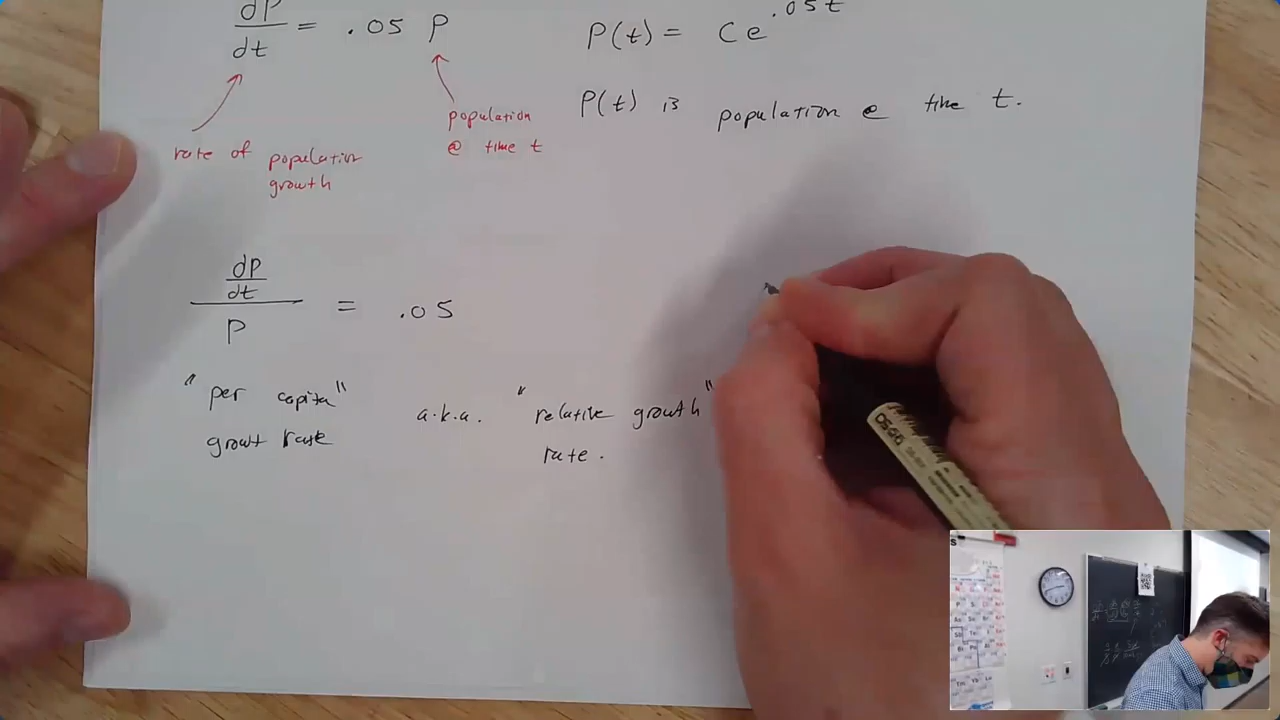 dP/dt = .05 P
P(t) = Ce^.05t
P(t) is population @ time t.
rate of population growth
population
@ time t
dP/dt / P = .05
"per capita"
growt rate
a.k.a.
"relative growth"
rate.